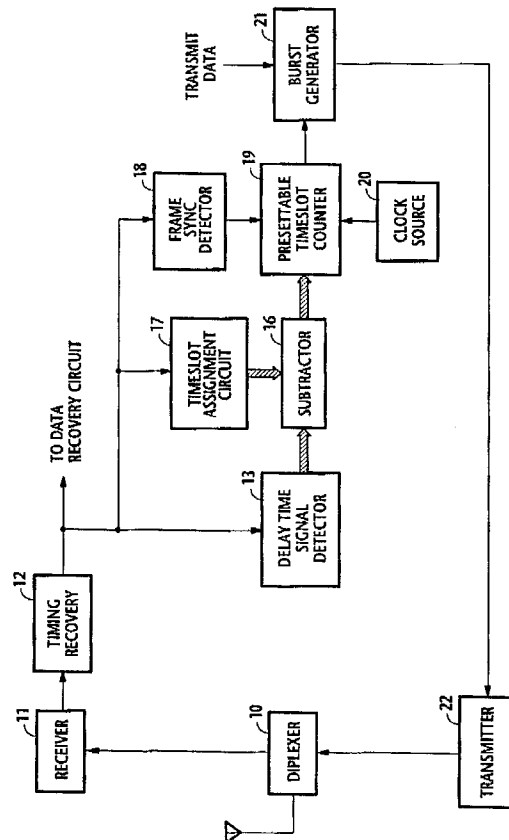 TO DATA
RECOVERY CIRCUIT
11
RECEIVER
12
TIMING
RECOVERY
10
DIPLEXER
13
DELAY TIME
SIGNAL
DETECTOR
17
TIMESLOT
ASSIGNMENT
CIRCUIT
16
SUBTRACTOR
18
FRAME
SYNC
DETECTOR
19
PRESETTABLE
TIMESLOT
COUNTER
20
CLOCK
SOURCE
TRANSMIT
DATA
21
BURST
GENERATOR
22
TRANSMITTER